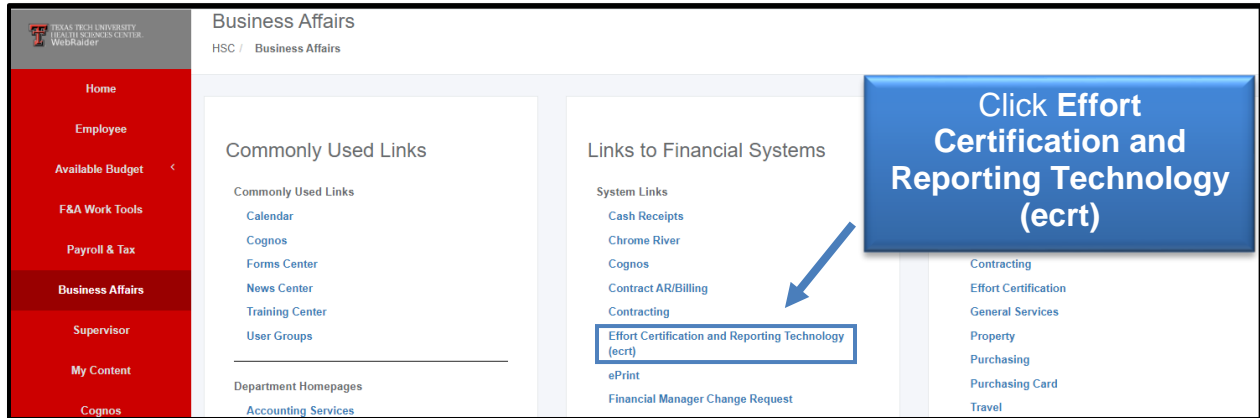 TEXAS TECH UNIVERSITY
HEALTH SCIENCES CENTER.
WebRaider
Home
Employee
Available Budget <
F&A Work Tools
Payroll & Tax
Business Affairs
Supervisor
My Content
Cognos
Business Affairs
HSC / Business Affairs
Commonly Used Links
Commonly Used Links
Calendar
Cognos
Forms Center
News Center
Training Center
User Groups
Department Homepages
Accounting Services
Links to Financial Systems
System Links
Cash Receipts
Chrome River
Cognos
Contract AR/Billing
Contracting
Effort Certification and Reporting Technology
(ecrt)
ePrint
Financial Manager Change Request
Click Effort
Certification and
Reporting Technology
(ecrt)
Contracting
Effort Certification
General Services
Property
Purchasing
Purchasing Card
Travel